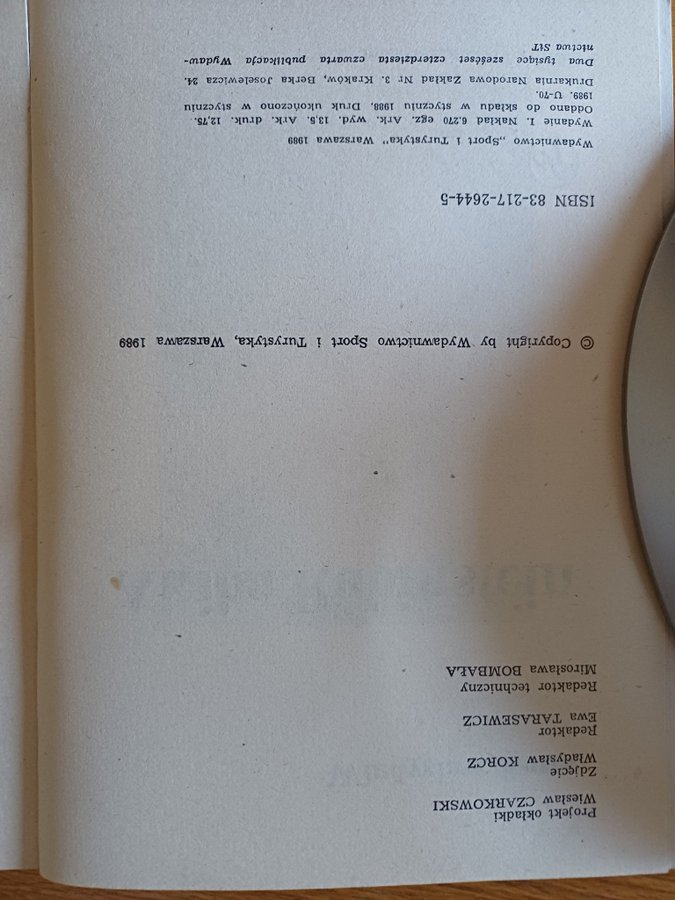 Projekt okładki
Wiesław CZARKOWSKI
Zdjęcie
Władysław KORCZ
Redaktor
Ewa TARASEWICZ
Redaktor techniczny
Mirosława BOMBAŁA
© Copyright by Wydawnictwo Sport i Turystyka, Warszawa 1989
ISBN 83-217-2644-5
Wydawnictwo „Sport i Turystyka" Warszawa 1989
Wydanie I. Nakład 6.270 egz. Ark. wyd. 13,5. Ark. druk. 12,75.
Oddano do składu w styczniu 1988. Druk ukończono w styczniu
1989. U-70.
Drukarnia Narodowa Zakład Nr 3. Kraków, Berka Joselewicza 24.
Dwa tysiące sześćset czterdziesta czwarta publikacja Wydaw-
nictwa SiT